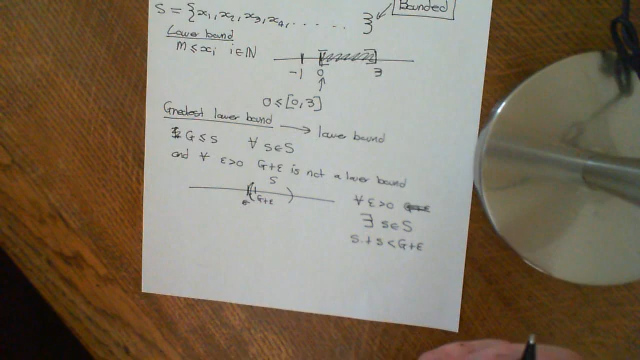 S = {x₁, x₂, x₃, x₄, ...... }
Bounded
Lower bound
m ≤ xᵢ i ∈ ℕ
-1 0 3
0 ≤ [0, 3]
Greatest lower bound → lower bound
G ≤ s ∀ s ∈ S
and ∀ ε>0 G+ε is not a lower bound
S
G+ε
∀ ε>0
∃ s ∈ S
s.t s < G+ε